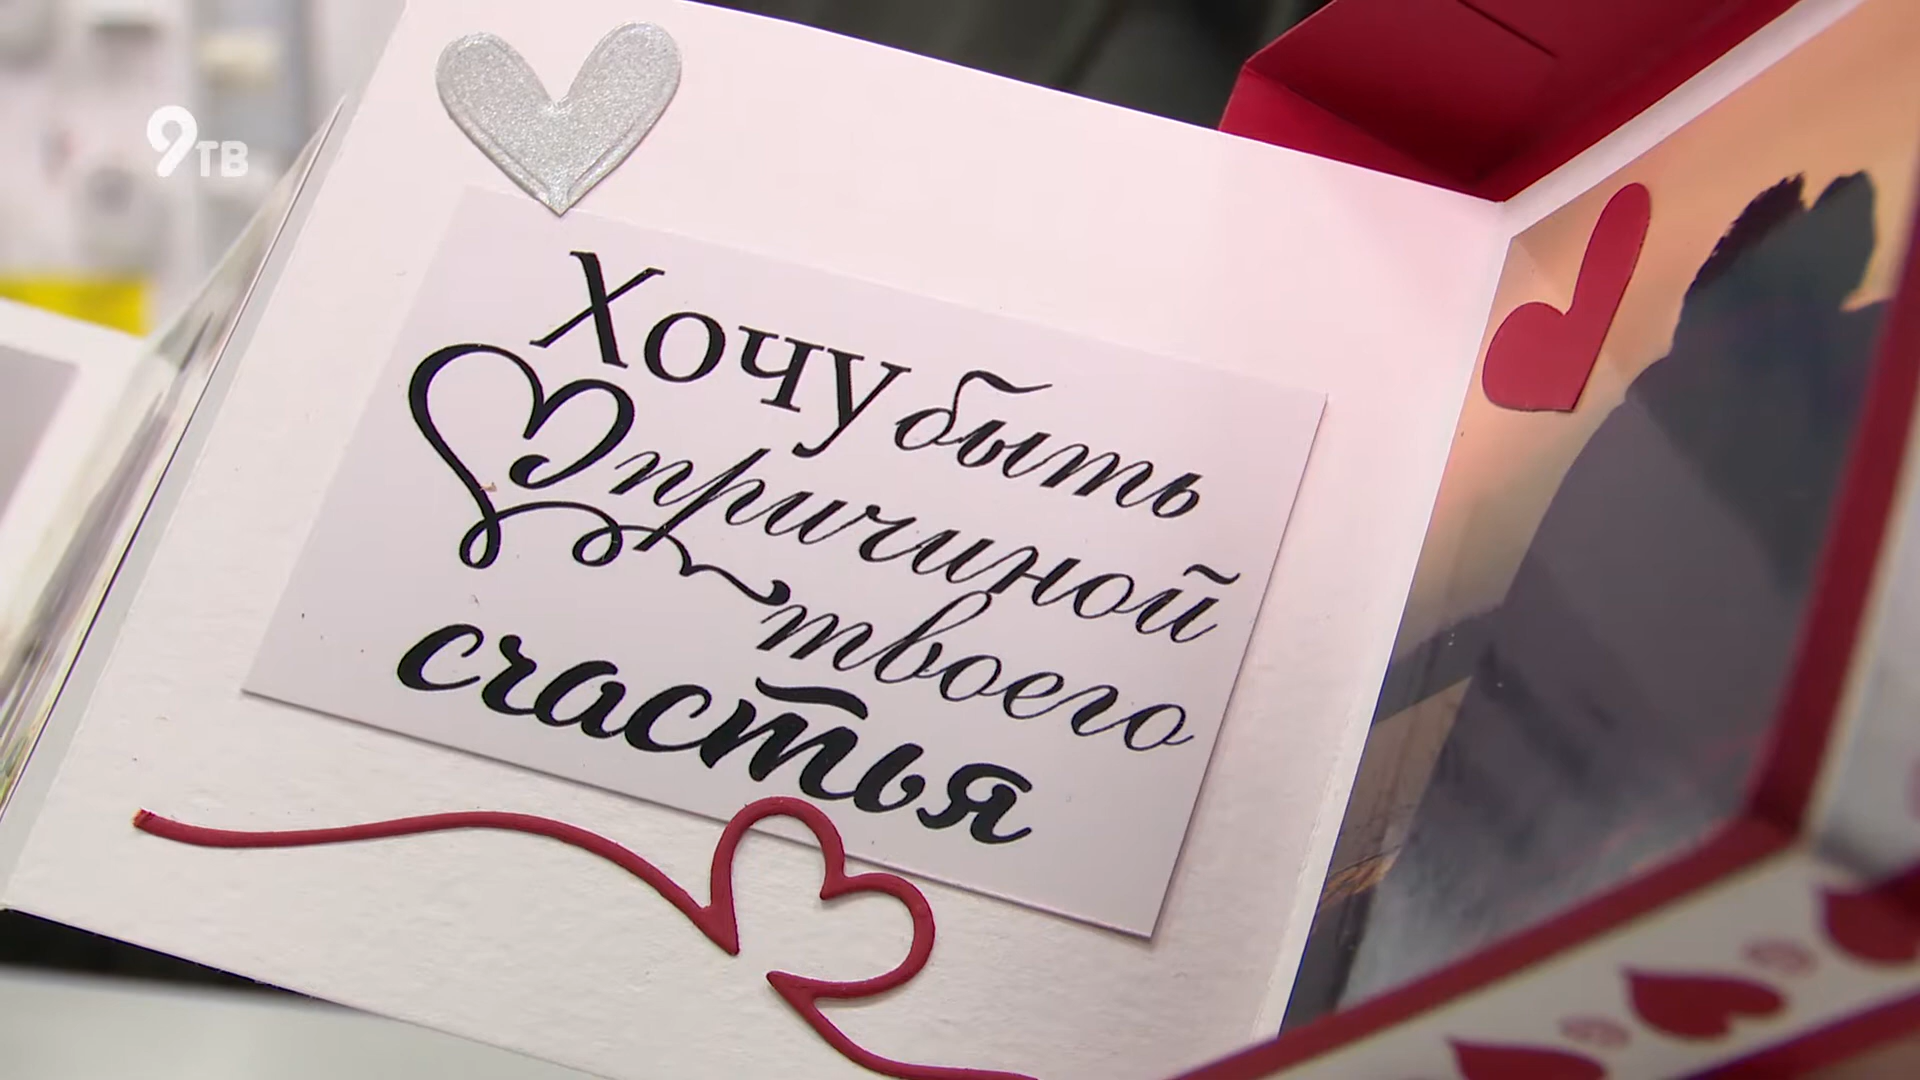 9ТВ
Хочу быть
причиной
твоего
счастья